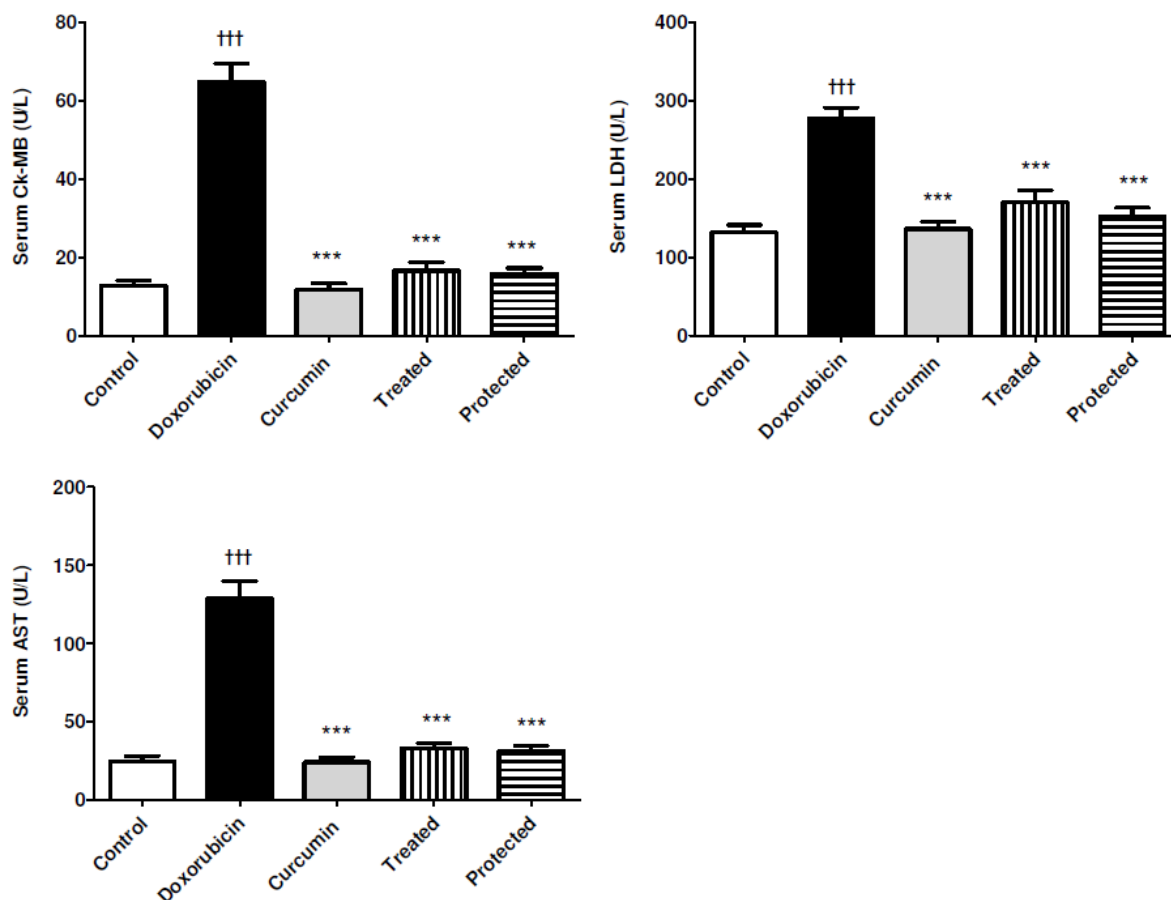 Serum Ck-MB (U/L)
80
60
40
20
0
†††
***
***
***
Control
Doxorubicin
Curcumin
Treated
Protected
Serum LDH (U/L)
400
300
200
100
0
†††
***
***
***
Control
Doxorubicin
Curcumin
Treated
Protected
Serum AST (U/L)
200
150
100
50
0
†††
***
***
***
Control
Doxorubicin
Curcumin
Treated
Protected